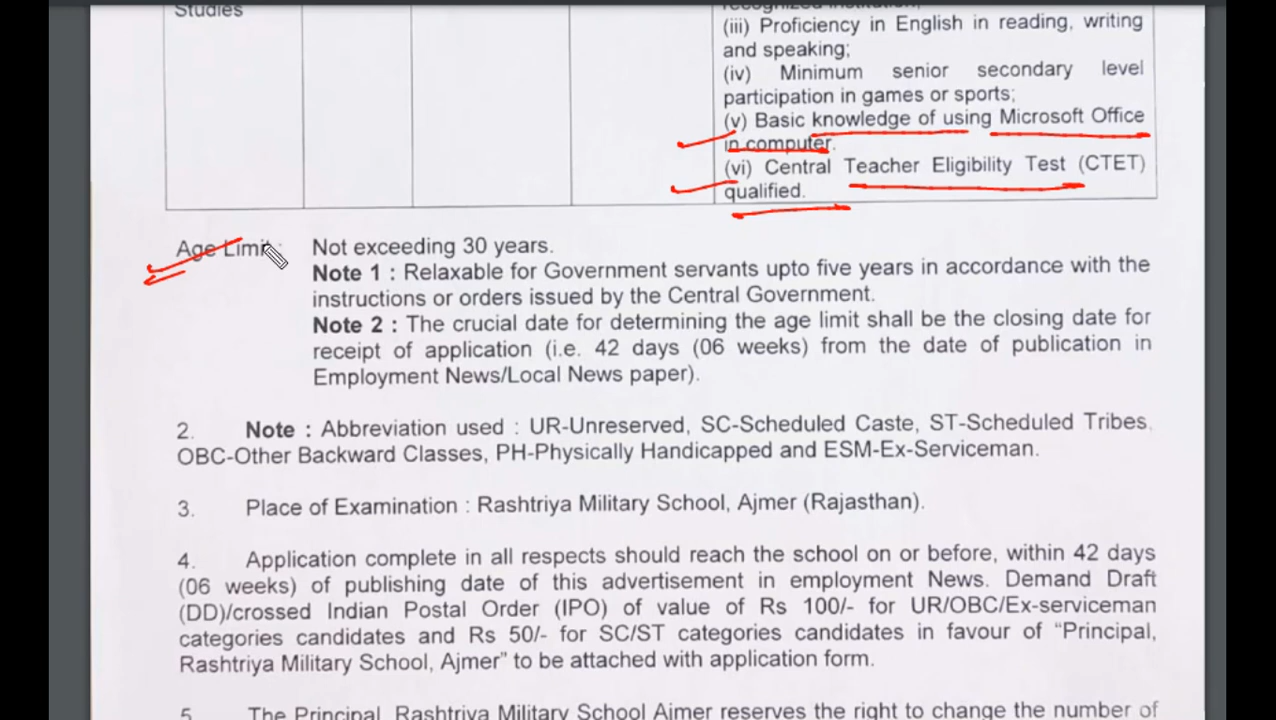 Studies
(iii) Proficiency in English in reading, writing
and speaking;
(iv) Minimum senior secondary level
participation in games or sports;
(v) Basic knowledge of using Microsoft Office
in computer.
(vi) Central Teacher Eligibility Test (CTET)
qualified.
Age Limit : Not exceeding 30 years.
Note 1 : Relaxable for Government servants upto five years in accordance with the
instructions or orders issued by the Central Government.
Note 2 : The crucial date for determining the age limit shall be the closing date for
receipt of application (i.e. 42 days (06 weeks) from the date of publication in
Employment News/Local News paper).
2. Note : Abbreviation used : UR-Unreserved, SC-Scheduled Caste, ST-Scheduled Tribes,
OBC-Other Backward Classes, PH-Physically Handicapped and ESM-Ex-Serviceman.
3. Place of Examination : Rashtriya Military School, Ajmer (Rajasthan).
4. Application complete in all respects should reach the school on or before, within 42 days
(06 weeks) of publishing date of this advertisement in employment News. Demand Draft
(DD)/crossed Indian Postal Order (IPO) of value of Rs 100/- for UR/OBC/Ex-serviceman
categories candidates and Rs 50/- for SC/ST categories candidates in favour of “Principal,
Rashtriya Military School, Ajmer” to be attached with application form.
5. The Principal, Rashtriya Military School Ajmer reserves the right to change the number of